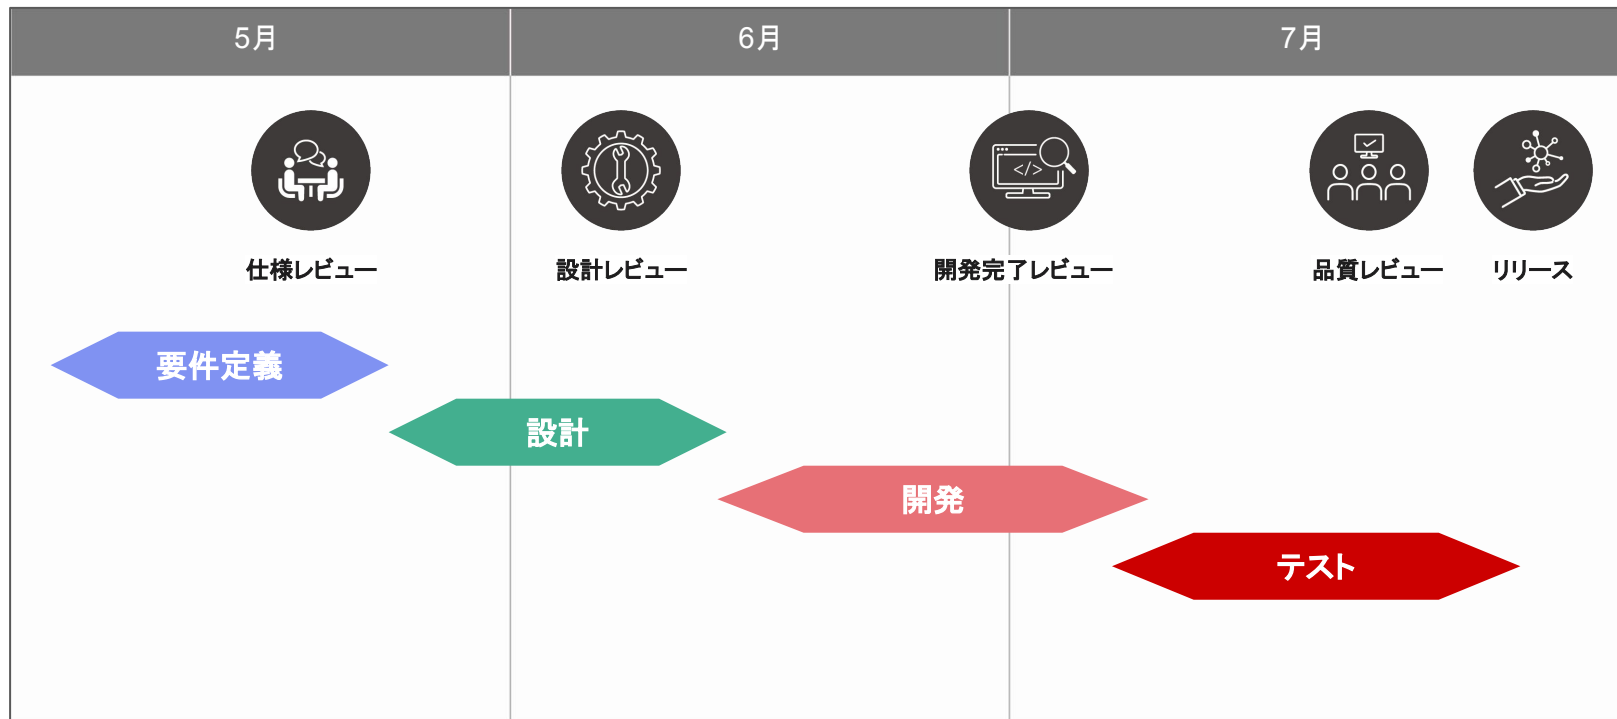 5月
6月
7月
</>
仕様レビュー
設計レビュー
開発完了レビュー
品質レビュー
リリース
要件定義
設計
開発
テスト